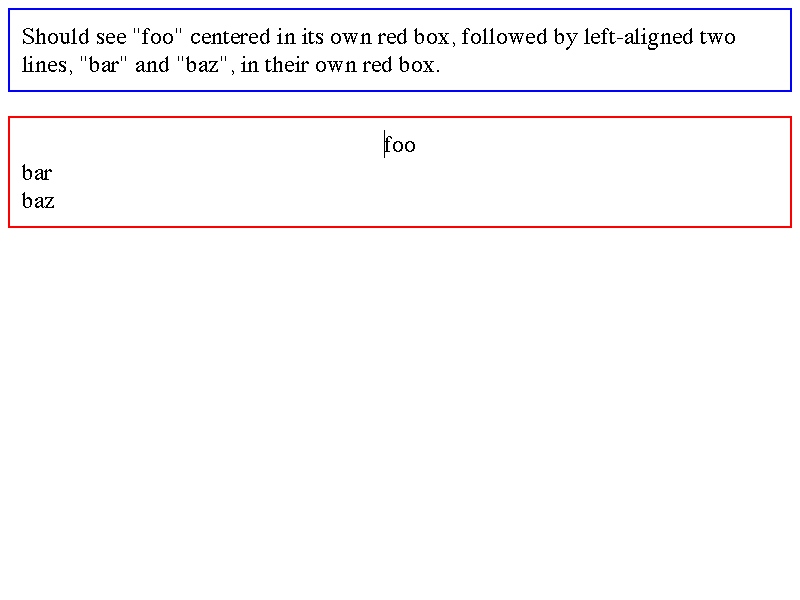 Should see "foo" centered in its own red box, followed by left-aligned two
lines, "bar" and "baz", in their own red box.
foo
bar
baz